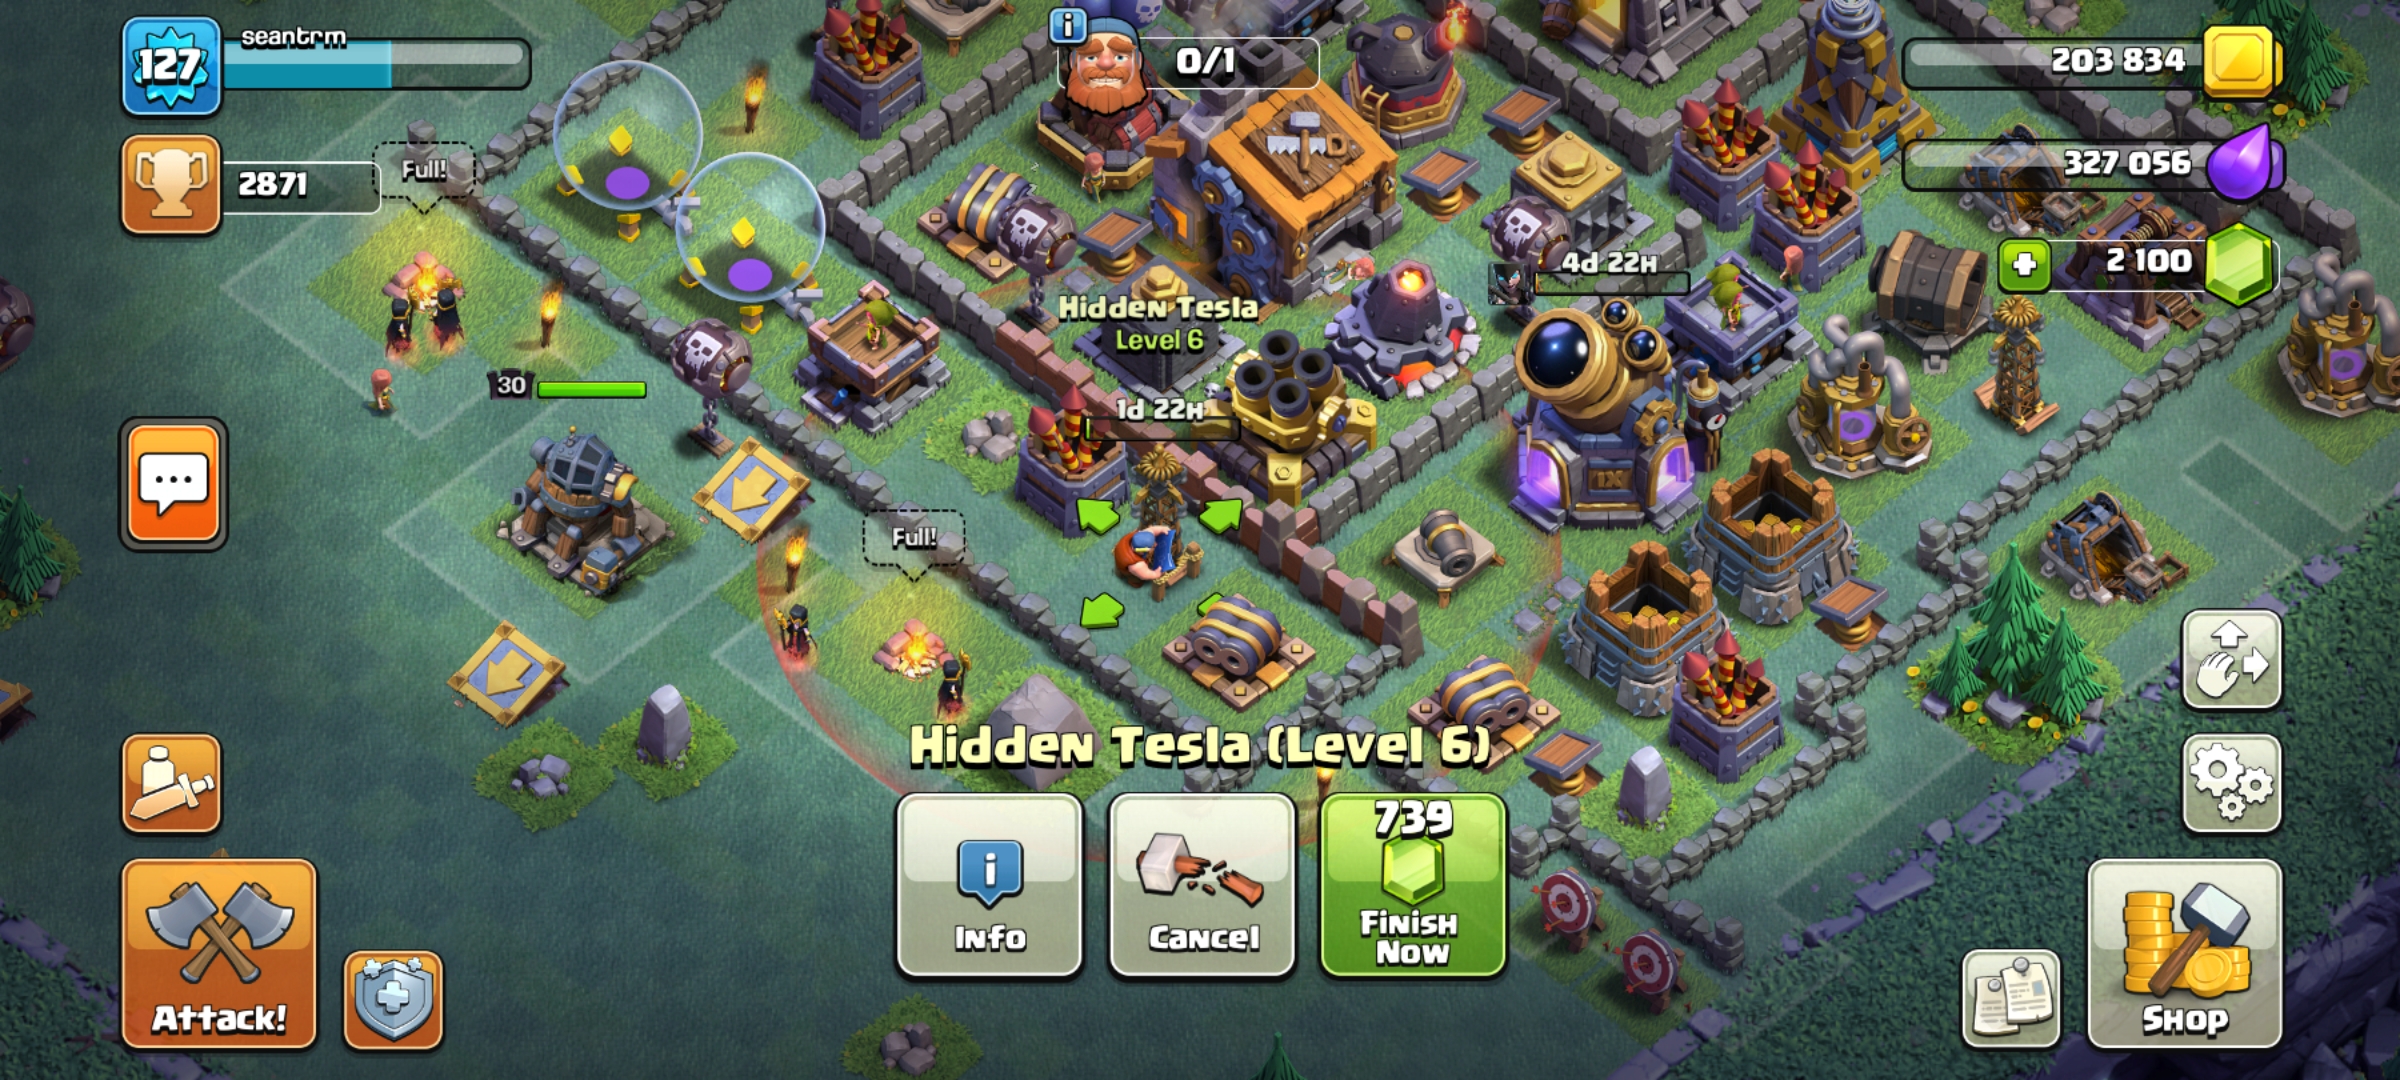 127
seantrm
0/1
203 834
Full!
2871
327 056
4d 22H
2 100
Hidden Tesla
Level 6
30
1d 22H
IX
Full!
Hidden Tesla (Level 6)
739
Info
Cancel
Finish
Now
Attack!
Shop